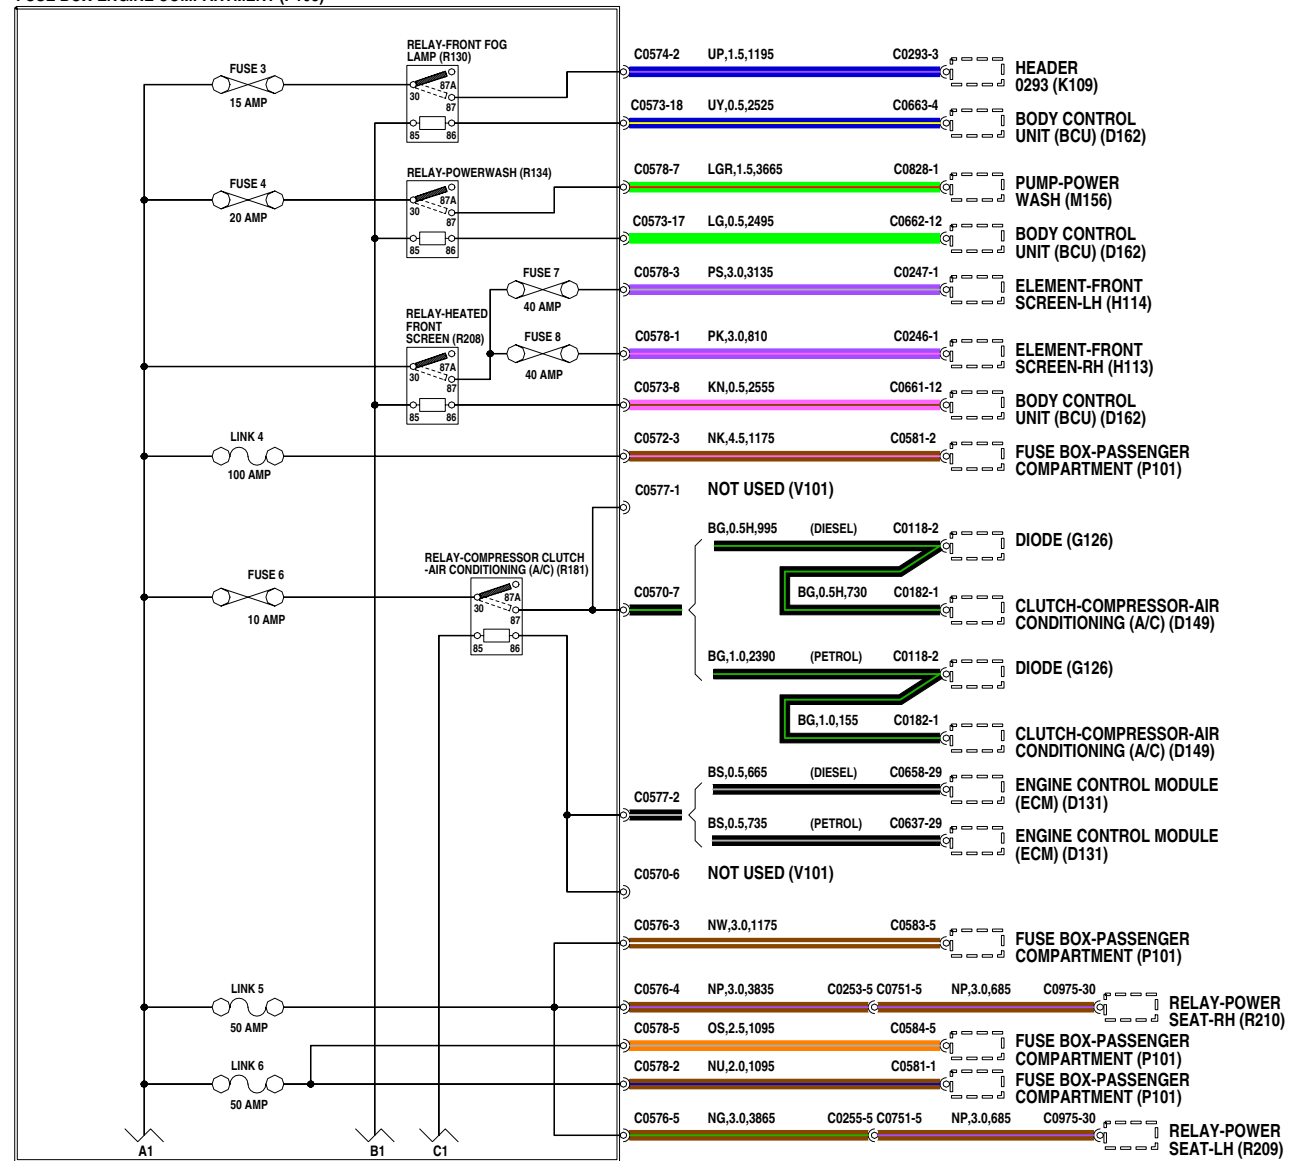 RELAY-FRONT FOG
LAMP (R130)
FUSE 3
15 AMP
30
87A
87
85
86
C0574-2
UP,1.5,1195
C0293-3
HEADER
0293 (K109)
C0573-18
UY,0.5,2525
C0663-4
BODY CONTROL
UNIT (BCU) (D162)
RELAY-POWERWASH (R134)
FUSE 4
20 AMP
30
87A
87
85
86
C0578-7
LGR,1.5,3665
C0828-1
PUMP-POWER
WASH (M156)
C0573-17
LG,0.5,2495
C0662-12
BODY CONTROL
UNIT (BCU) (D162)
FUSE 7
40 AMP
C0578-3
PS,3.0,3135
C0247-1
ELEMENT-FRONT
SCREEN-LH (H114)
RELAY-HEATED
FRONT
SCREEN (R208)
30
87A
87
85
86
FUSE 8
40 AMP
C0578-1
PK,3.0,810
C0246-1
ELEMENT-FRONT
SCREEN-RH (H113)
C0573-8
KN,0.5,2555
C0661-12
BODY CONTROL
UNIT (BCU) (D162)
LINK 4
100 AMP
C0572-3
NK,4.5,1175
C0581-2
FUSE BOX-PASSENGER
COMPARTMENT (P101)
C0577-1
NOT USED (V101)
BG,0.5H,995
(DIESEL)
C0118-2
DIODE (G126)
RELAY-COMPRESSOR CLUTCH
-AIR CONDITIONING (A/C) (R181)
FUSE 6
10 AMP
30
87A
87
85
86
C0570-7
BG,0.5H,730
C0182-1
CLUTCH-COMPRESSOR-AIR
CONDITIONING (A/C) (D149)
BG,1.0,2390
(PETROL)
C0118-2
DIODE (G126)
BG,1.0,155
C0182-1
CLUTCH-COMPRESSOR-AIR
CONDITIONING (A/C) (D149)
C0577-2
BS,0.5,665
(DIESEL)
C0658-29
ENGINE CONTROL MODULE
(ECM) (D131)
BS,0.5,735
(PETROL)
C0637-29
ENGINE CONTROL MODULE
(ECM) (D131)
C0570-6
NOT USED (V101)
C0576-3
NW,3.0,1175
C0583-5
FUSE BOX-PASSENGER
COMPARTMENT (P101)
LINK 5
50 AMP
C0576-4
NP,3.0,3835
C0253-5 C0751-5
NP,3.0,685
C0975-30
RELAY-POWER
SEAT-RH (R210)
C0578-5
OS,2.5,1095
C0584-5
FUSE BOX-PASSENGER
COMPARTMENT (P101)
LINK 6
50 AMP
C0578-2
NU,2.0,1095
C0581-1
FUSE BOX-PASSENGER
COMPARTMENT (P101)
C0576-5
NG,3.0,3865
C0255-5 C0751-5
NP,3.0,685
C0975-30
RELAY-POWER
SEAT-LH (R209)
A1
B1
C1